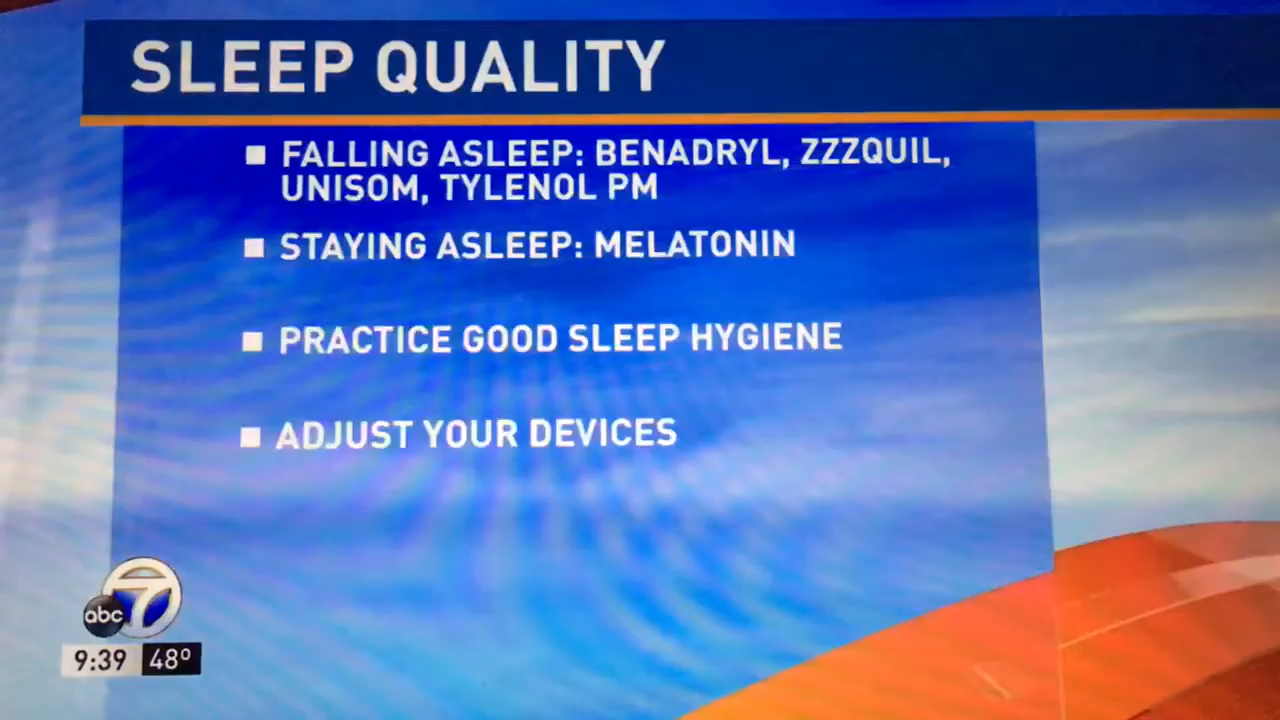 SLEEP QUALITY
FALLING ASLEEP: BENADRYL, ZZZQUIL,
UNISOM, TYLENOL PM
STAYING ASLEEP: MELATONIN
PRACTICE GOOD SLEEP HYGIENE
ADJUST YOUR DEVICES
abc 7
9:39 48º